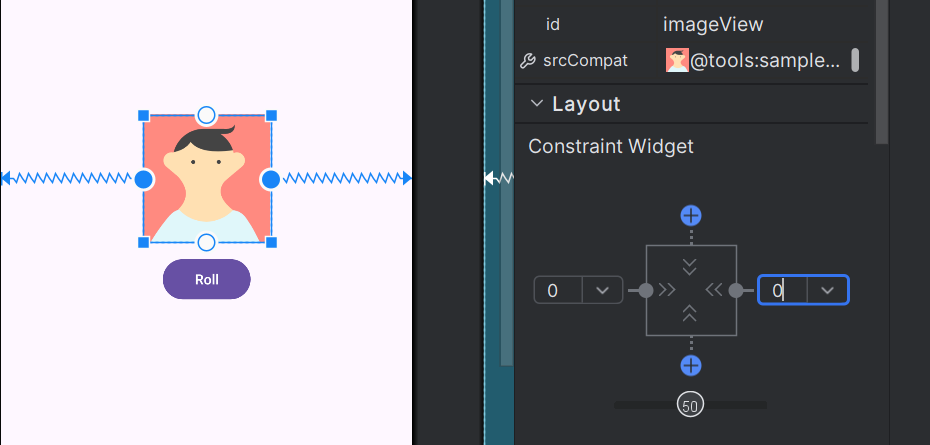 id imageView
srcCompat @tools:sample...
Layout
Constraint Widget
0 0
50
Roll